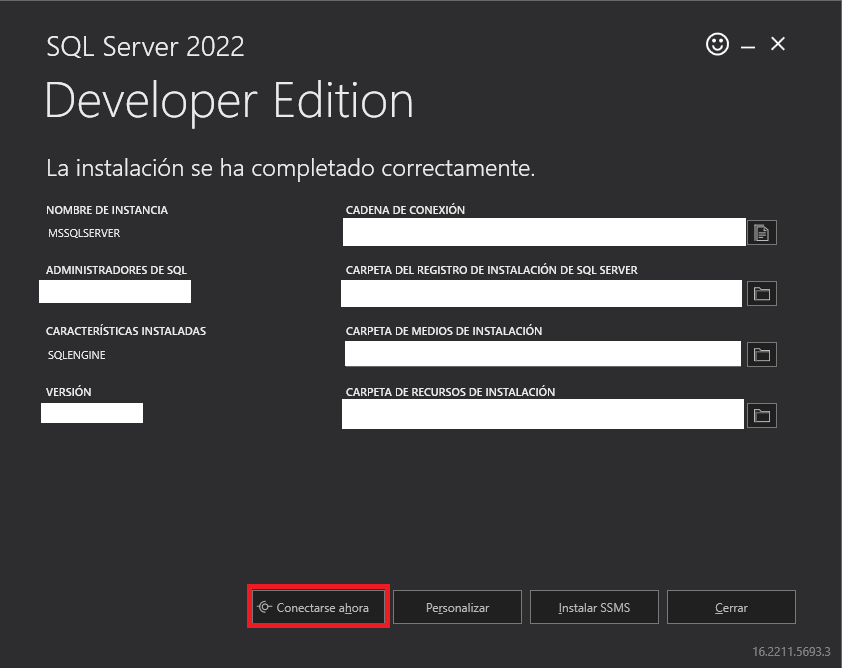 SQL Server 2022
Developer Edition
La instalación se ha completado correctamente.
NOMBRE DE INSTANCIA
MSSQLSERVER
ADMINISTRADORES DE SQL
CARACTERÍSTICAS INSTALADAS
SQLENGINE
VERSIÓN
CADENA DE CONEXIÓN
CARPETA DEL REGISTRO DE INSTALACIÓN DE SQL SERVER
CARPETA DE MEDIOS DE INSTALACIÓN
CARPETA DE RECURSOS DE INSTALACIÓN
Conectarse ahora
Personalizar
Instalar SSMS
Cerrar
16.2211.5693.3